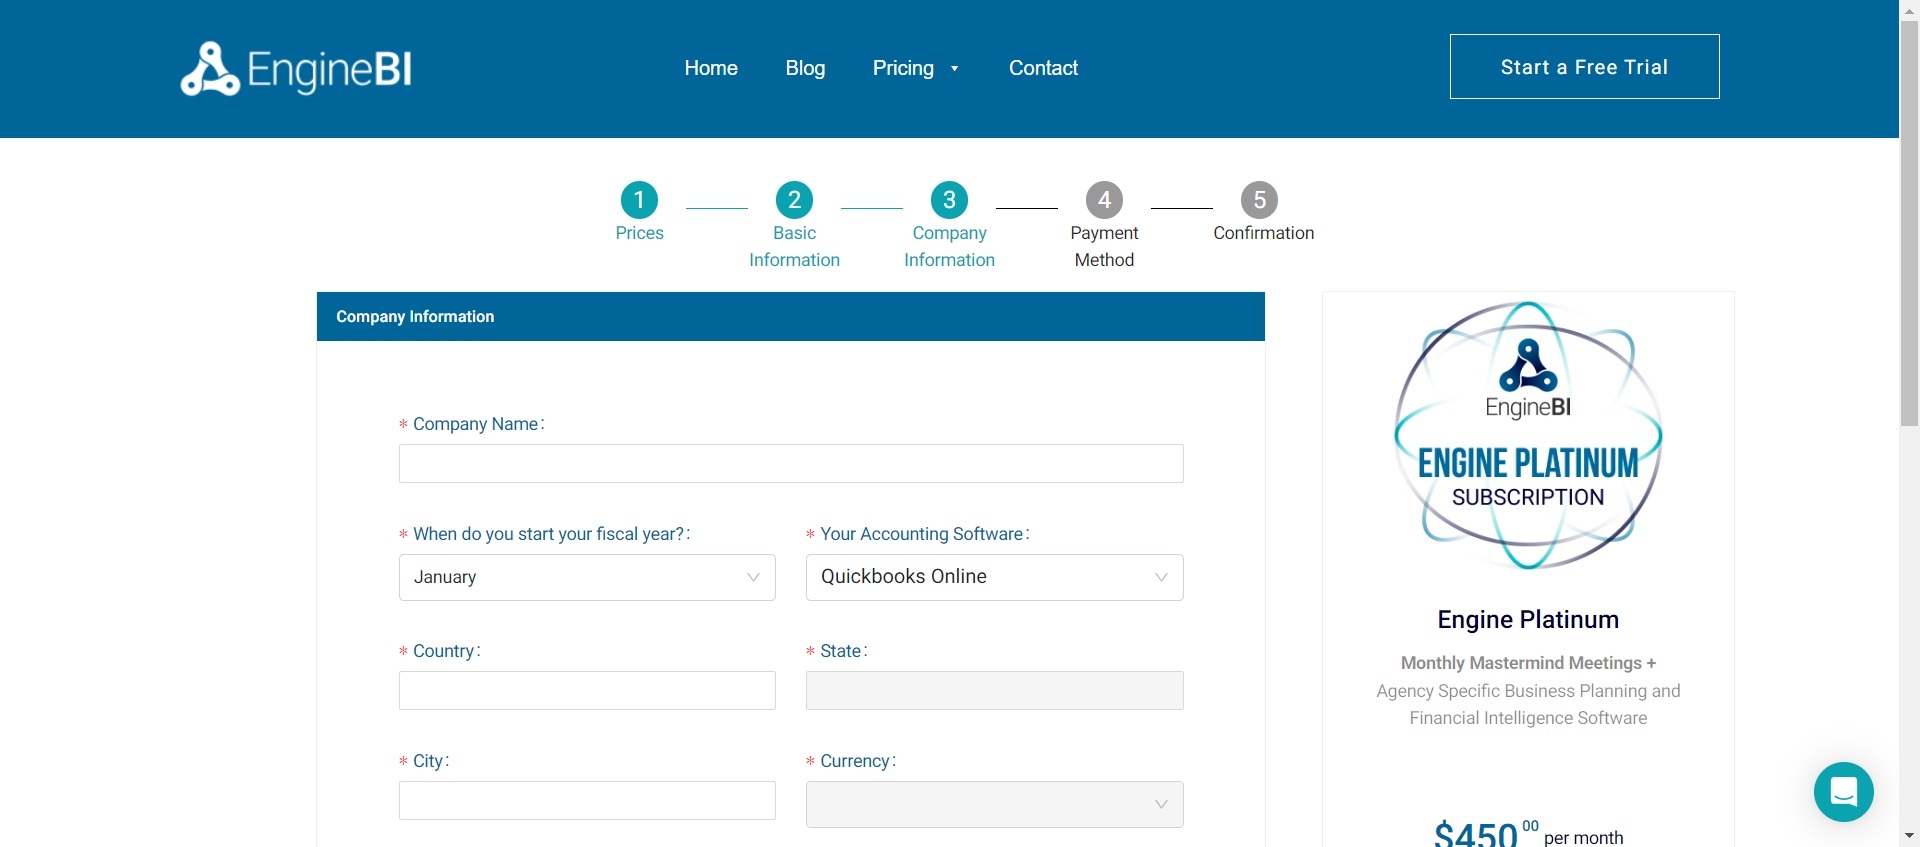 EngineBI
Home
Blog
Pricing
Contact
Start a Free Trial
1
Prices
2
Basic
Information
3
Company
Information
4
Payment
Method
5
Confirmation
Company Information
* Company Name:
* When do you start your fiscal year?:
January
* Your Accounting Software:
Quickbooks Online
* Country:
* State:
* City:
* Currency:
EngineBI
ENGINE PLATINUM
SUBSCRIPTION
Engine Platinum
Monthly Mastermind Meetings +
Agency Specific Business Planning and
Financial Intelligence Software
$450 00 per month